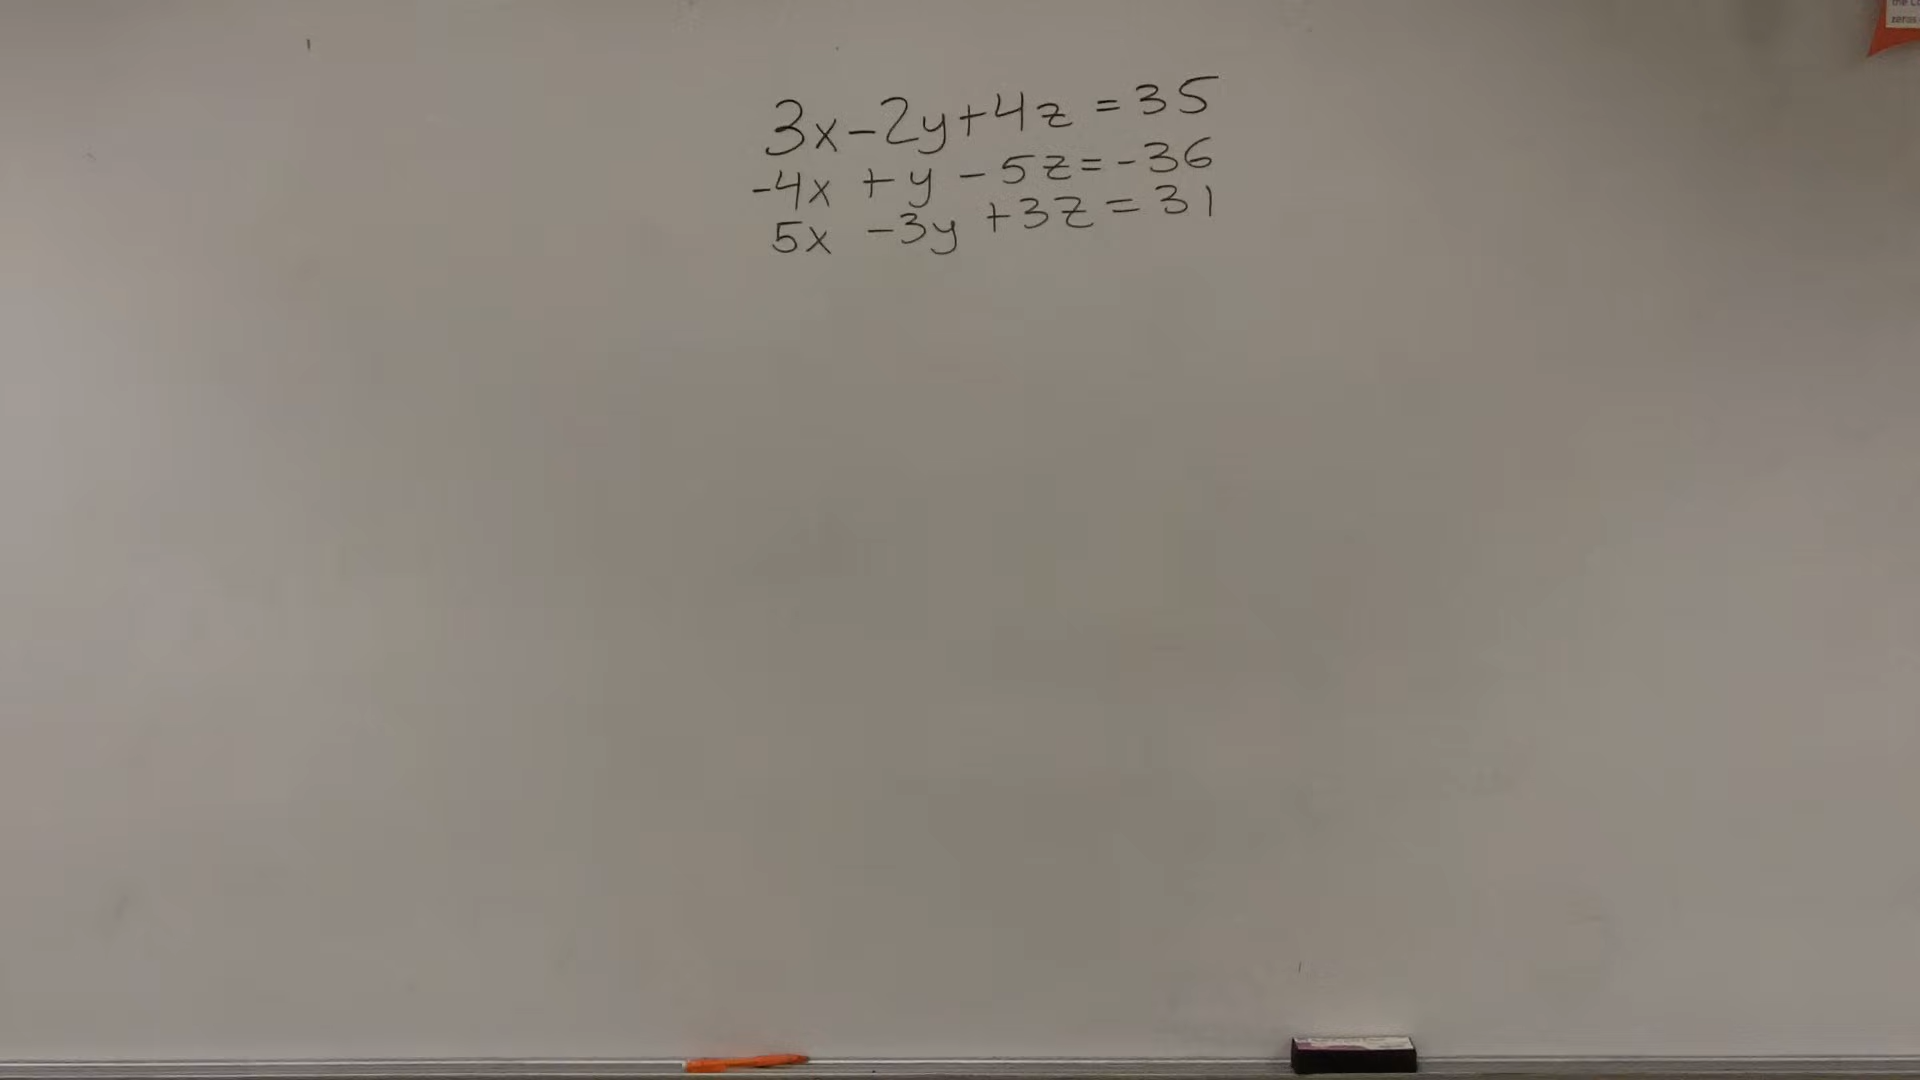 3x-2y+4z = 35
-4x + y - 5z = -36
5x -3y +3z = 31